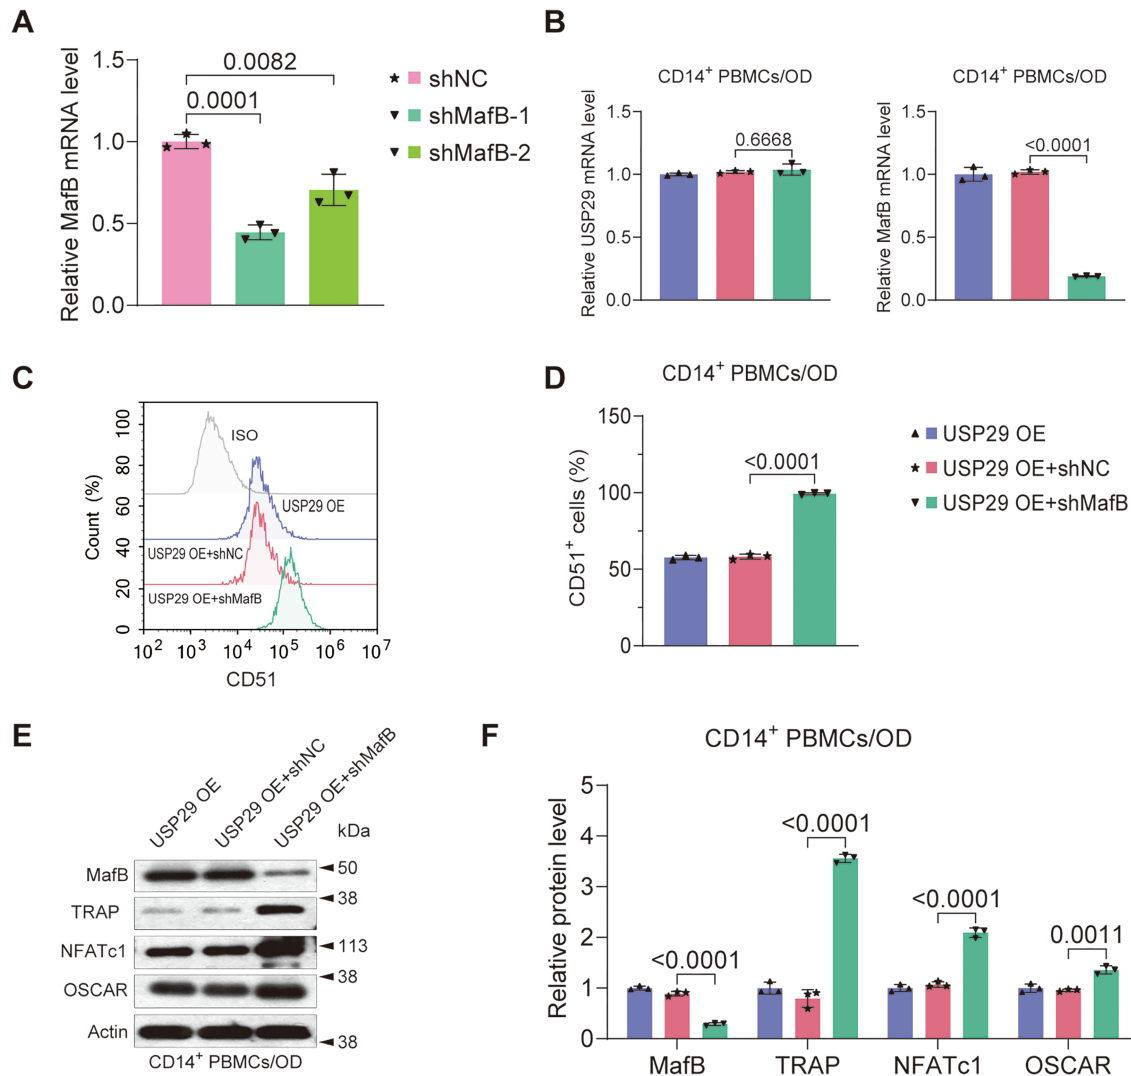 A
Relative MafB mRNA level
1.5
1.0
0.5
0.0
0.0082
0.0001
shNC
shMafB-1
shMafB-2
B
CD14+ PBMCs/OD
Relative USP29 mRNA level
1.5
1.0
0.5
0.0
0.6668
CD14+ PBMCs/OD
Relative MafB mRNA level
1.5
1.0
0.5
0.0
<0.0001
C
Count (%)
100
80
60
40
20
0
ISO
USP29 OE
USP29 OE+shNC
USP29 OE+shMafB
10² 10³ 10⁴ 10⁵ 10⁶ 10⁷
CD51
D
CD14+ PBMCs/OD
CD51+ cells (%)
150
100
50
0
<0.0001
USP29 OE
USP29 OE+shNC
USP29 OE+shMafB
E
USP29 OE
USP29 OE+shNC
USP29 OE+shMafB
kDa
MafB
50
38
TRAP
NFATc1
113
38
OSCAR
Actin
38
CD14+ PBMCs/OD
F
CD14+ PBMCs/OD
Relative protein level
5
4
3
2
1
0
<0.0001
<0.0001
<0.0001
0.0011
MafB TRAP NFATc1 OSCAR